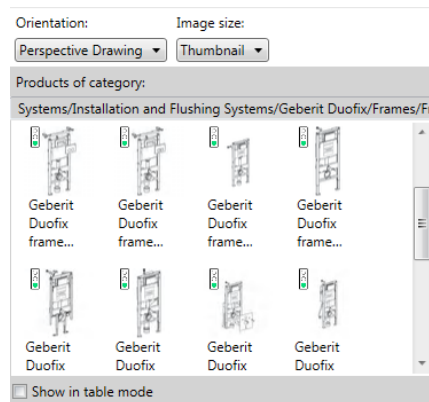 Orientation: Image size:
Perspective Drawing Thumbnail
Products of category:
Systems/Installation and Flushing Systems/Geberit Duofix/Frames/F
Geberit Geberit Geberit Geberit
Duofix Duofix Duofix Duofix
frame... frame... frame... frame...
Geberit Geberit Geberit Geberit
Duofix Duofix Duofix Duofix
Show in table mode